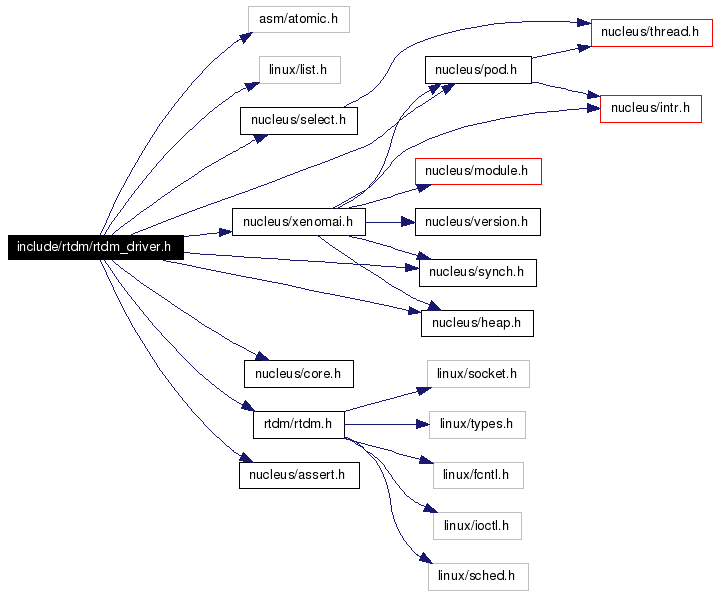 asm/atomic.h
nucleus/thread.h
linux/list.h
nucleus/pod.h
nucleus/intr.h
nucleus/select.h
nucleus/module.h
nucleus/xenomai.h
nucleus/version.h
include/rtdm/rtdm_driver.h
nucleus/synch.h
nucleus/heap.h
nucleus/core.h
linux/socket.h
rtdm/rtdm.h
linux/types.h
nucleus/assert.h
linux/fcntl.h
linux/ioctl.h
linux/sched.h